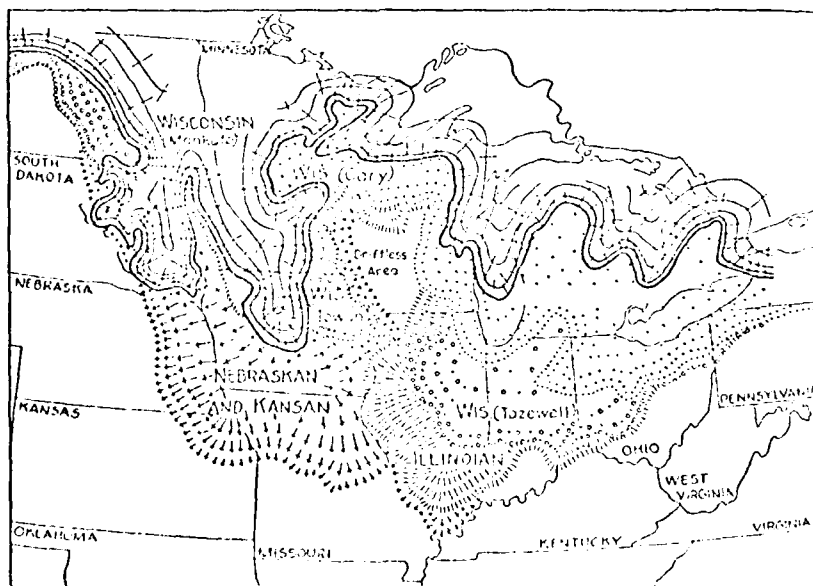 MINNESOTA
WISCONSIN
(Mankato)
SOUTH
DAKOTA
WIS (Cary)
Driftless
Area
NEBRASKA
WIS
NEBRASKAN
AND KANSAN
KANSAS
WIS (Tazewell)
PENNSYLVANIA
ILLINOIAN
OHIO
WEST
VIRGINIA
OKLAHOMA
MISSOURI
KENTUCKY
VIRGINIA